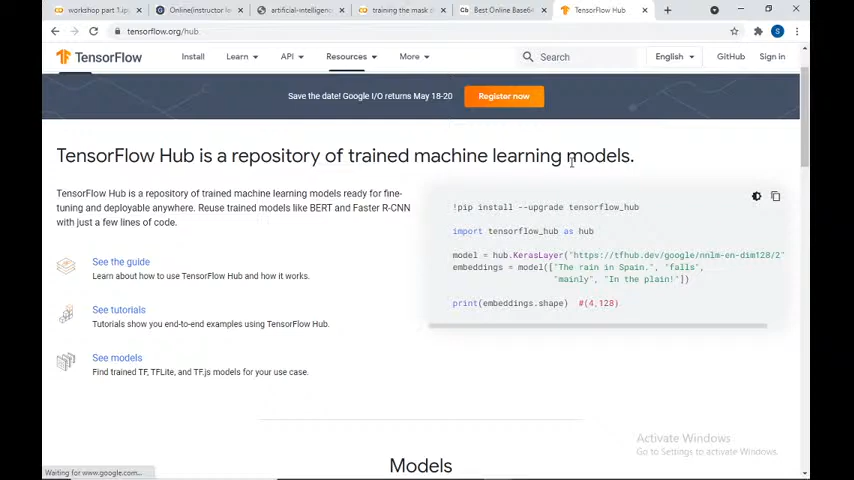 workshop part 1.ip
Online(instructor le
artificial-intelligenc
training the mask d
Best Online Base64
TensorFlow Hub
tensorflow.org/hub
TensorFlow
Install
Learn
API
Resources
More
Search
English
GitHub
Sign in
Save the date! Google I/O returns May 18-20
Register now
TensorFlow Hub is a repository of trained machine learning models.
TensorFlow Hub is a repository of trained machine learning models ready for fine-
tuning and deployable anywhere. Reuse trained models like BERT and Faster R-CNN
with just a few lines of code.
See the guide
Learn about how to use TensorFlow Hub and how it works.
See tutorials
Tutorials show you end-to-end examples using TensorFlow Hub.
See models
Find trained TF, TFLite, and TF.js models for your use case.
!pip install --upgrade tensorflow_hub
import tensorflow_hub as hub
model = hub.KerasLayer("https://tfhub.dev/google/nnlm-en-dim128/2"
embeddings = model(["The rain in Spain.", "falls",
"mainly", "In the plain!"])
print(embeddings.shape)  #(4,128)
Models
Activate Windows
Go to Settings to activate Windows.
Waiting for www.google.com...